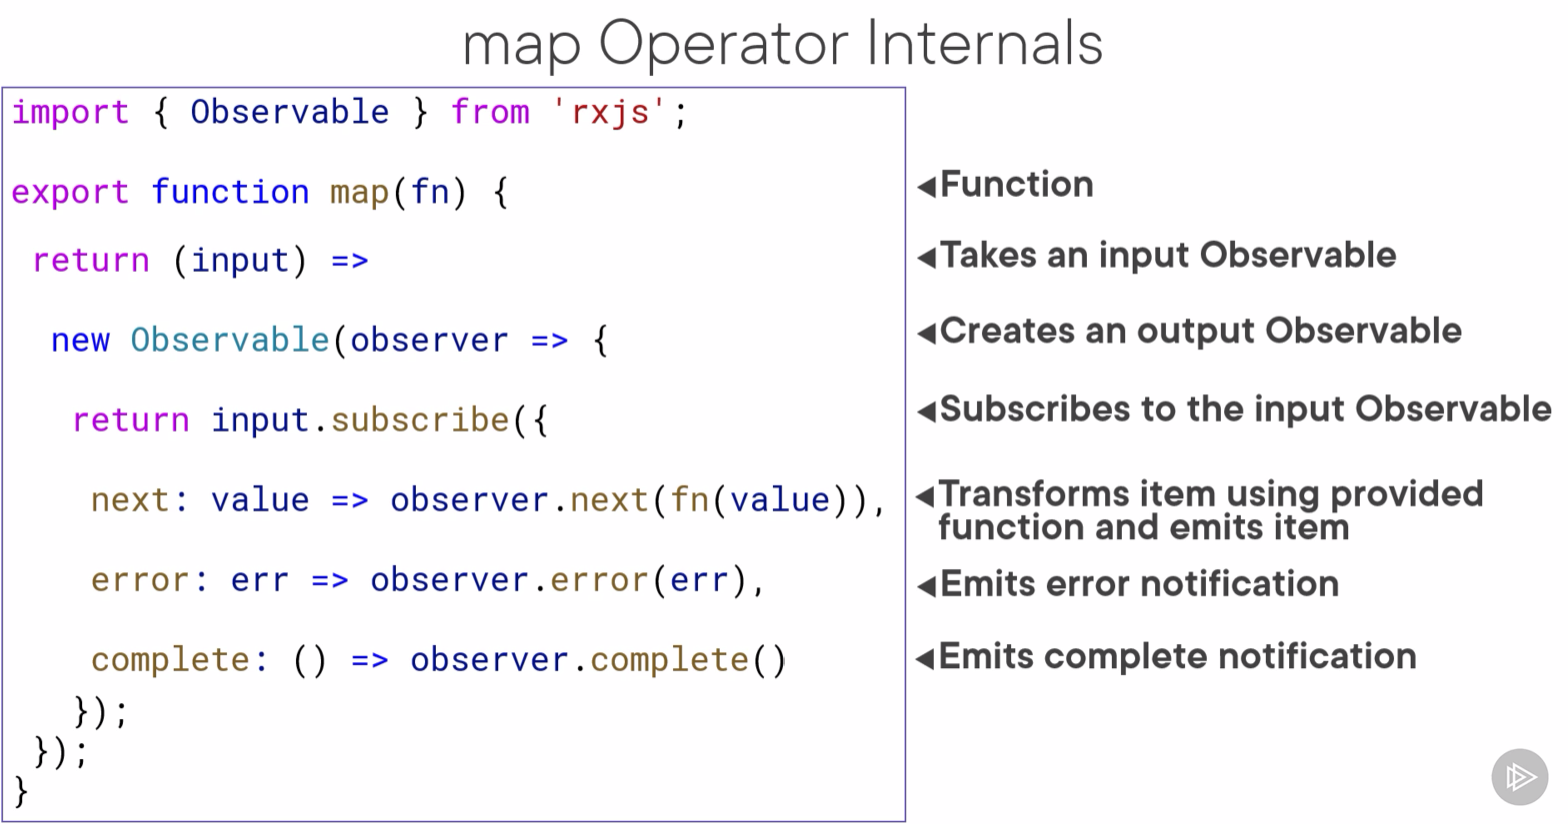 map Operator Internals
import { Observable } from 'rxjs';
export function map(fn) {
return (input) =>
new Observable(observer => {
return input.subscribe({
next: value => observer.next(fn(value)),
error: err => observer.error(err),
complete: () => observer.complete()
});
});
}
◀Function
◀Takes an input Observable
◀Creates an output Observable
◀Subscribes to the input Observable
◀Transforms item using provided
function and emits item
◀Emits error notification
◀Emits complete notification